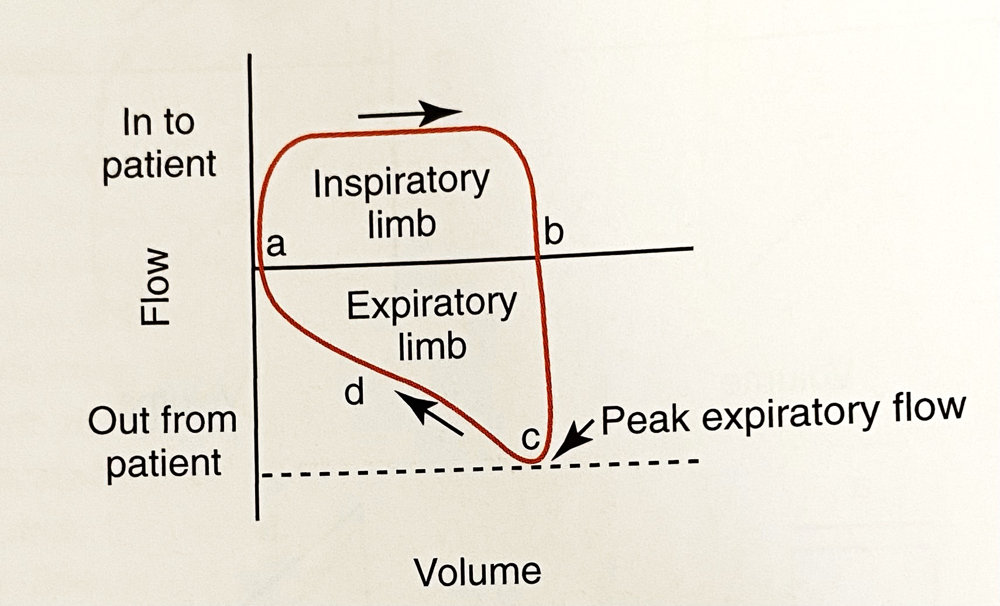 In to
patient
Inspiratory
limb
a
b
Flow
Expiratory
limb
d
Out from
patient
c
Peak expiratory flow
Volume